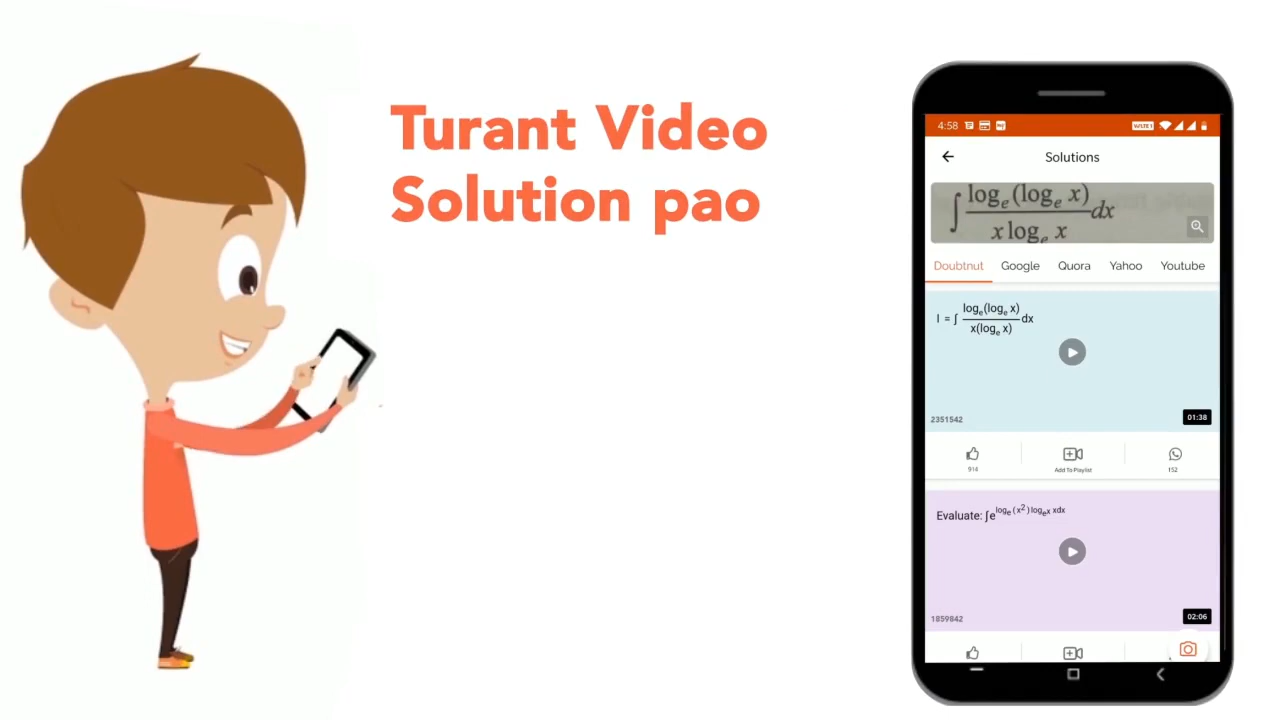 Turant Video
Solution pao
4:58
VoLTE1
Solutions
∫ logₑ(logₑ x) / x logₑ x dx
Doubtnut Google Quora Yahoo Youtube
I = ∫ logₑ(logₑ x) / x(logₑ x) dx
2351542 01:38
914 Add To Playlist 152
Evaluate: ∫e^logₑ(x²)logₑx xdx
1859842 02:06